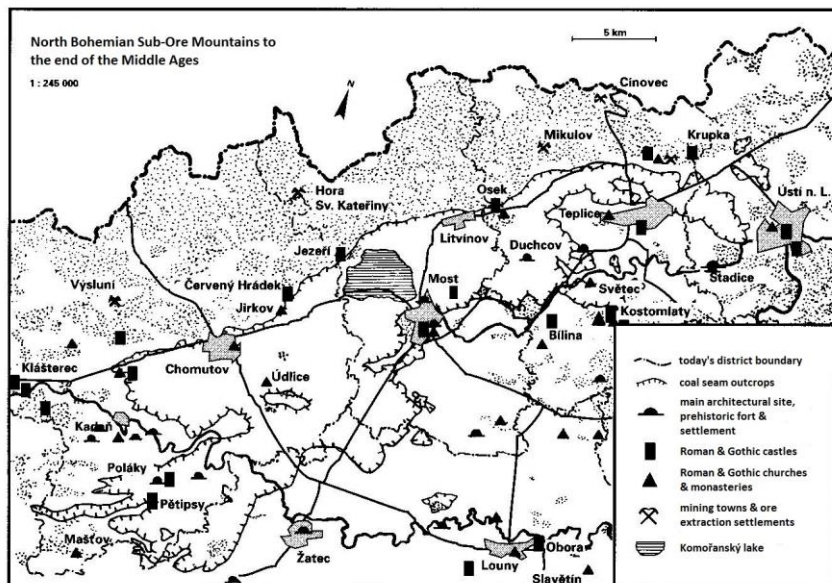 North Bohemian Sub-Ore Mountains to
the end of the Middle Ages
1 : 245 000
5 km
N
Cínovec
Mikulov
Krupka
Hora
Sv. Kateřiny
Osek
Ústí n. L.
Teplice
Litvínov
Duchcov
Jezeří
Most
Stadice
Světec
Výsluní
Červený Hrádek
Jirkov
Kostomlaty
Bílina
Klášterec
Chomutov
Údlice
Kadaň
Poláky
Pětipsy
Mašťov
Žatec
Louny
Obora
Slavětín
today's district boundary
coal seam outcrops
main architectural site,
prehistoric fort &
settlement
Roman & Gothic castles
Roman & Gothic churches
& monasteries
mining towns & ore
extraction settlements
Komořanský lake